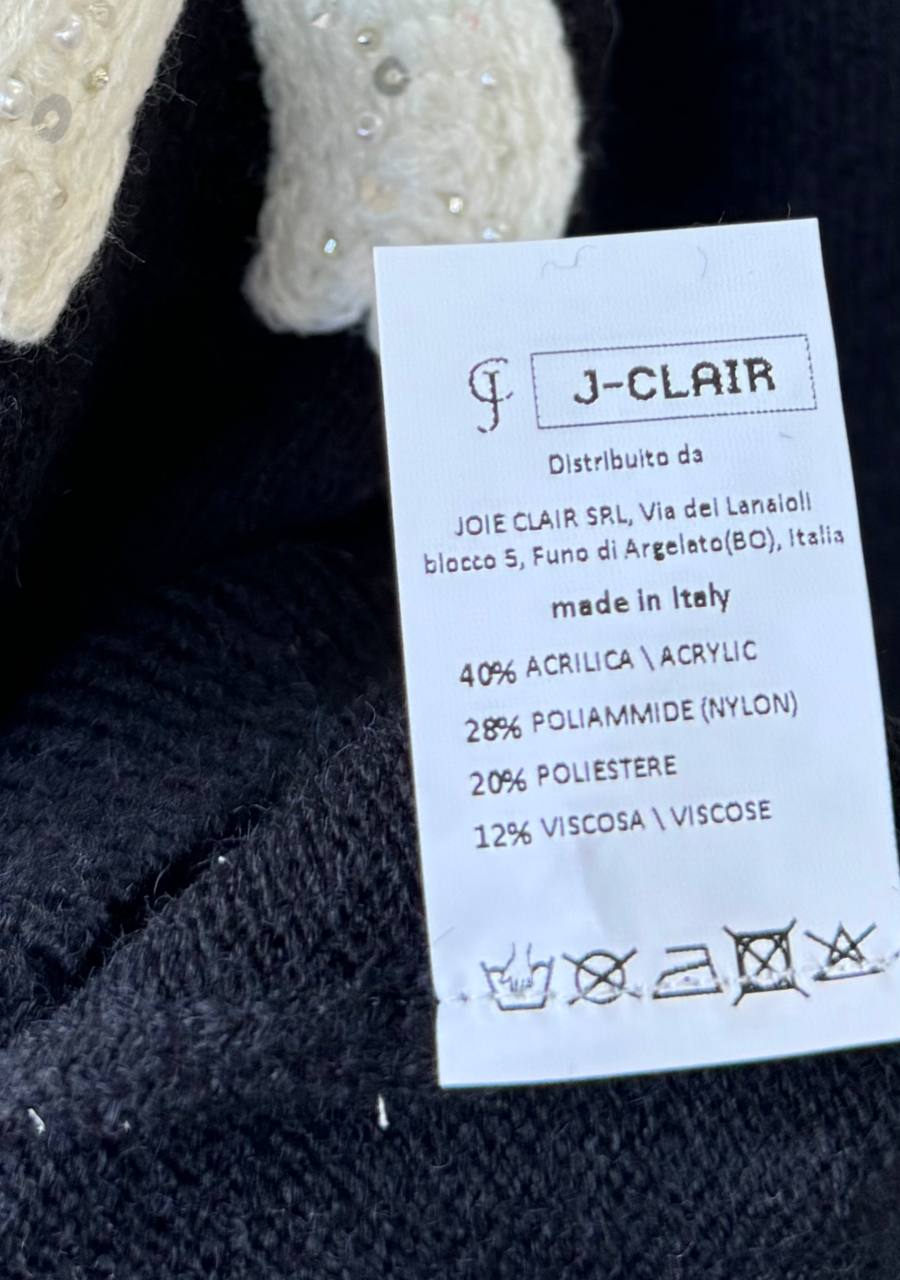 J-CLAIR
Distribuito da
JOIE CLAIR SRL, Via dei Lanaioli
blocco 5, Funo di Argelato(BO), Italia
made in Italy
40% ACRILICA \ ACRYLIC
28% POLIAMMIDE (NYLON)
20% POLIESTERE
12% VISCOSA \ VISCOSE